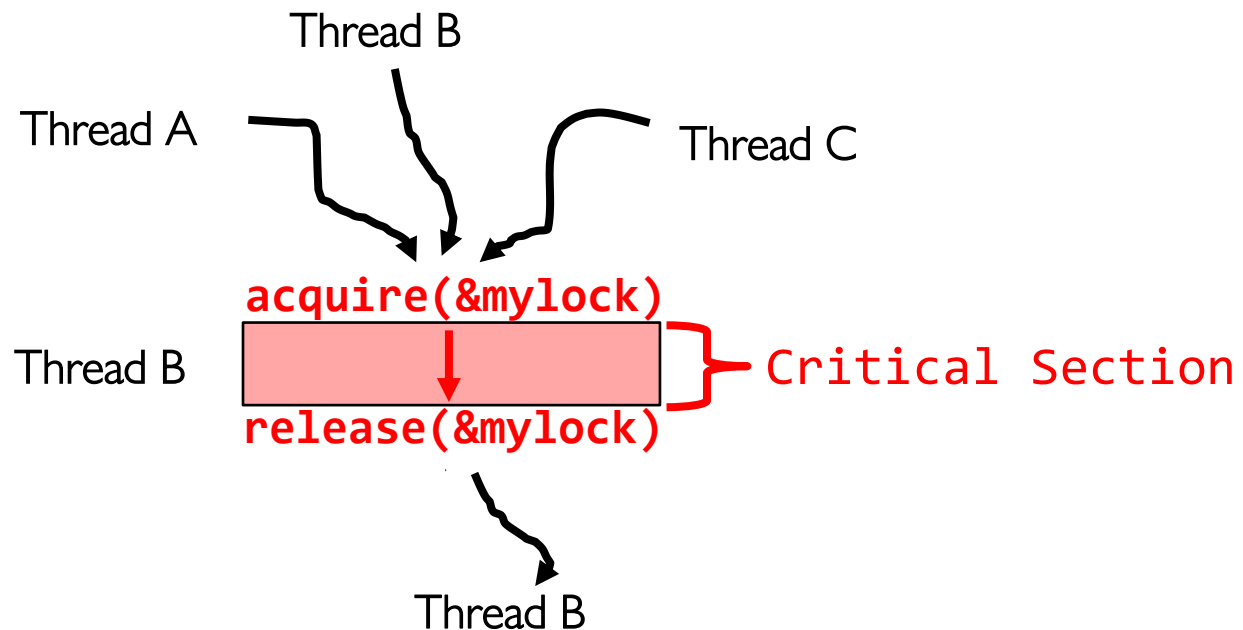 Thread B
Thread A
Thread C
acquire(&mylock)
Thread B
Critical Section
release(&mylock)
Thread B